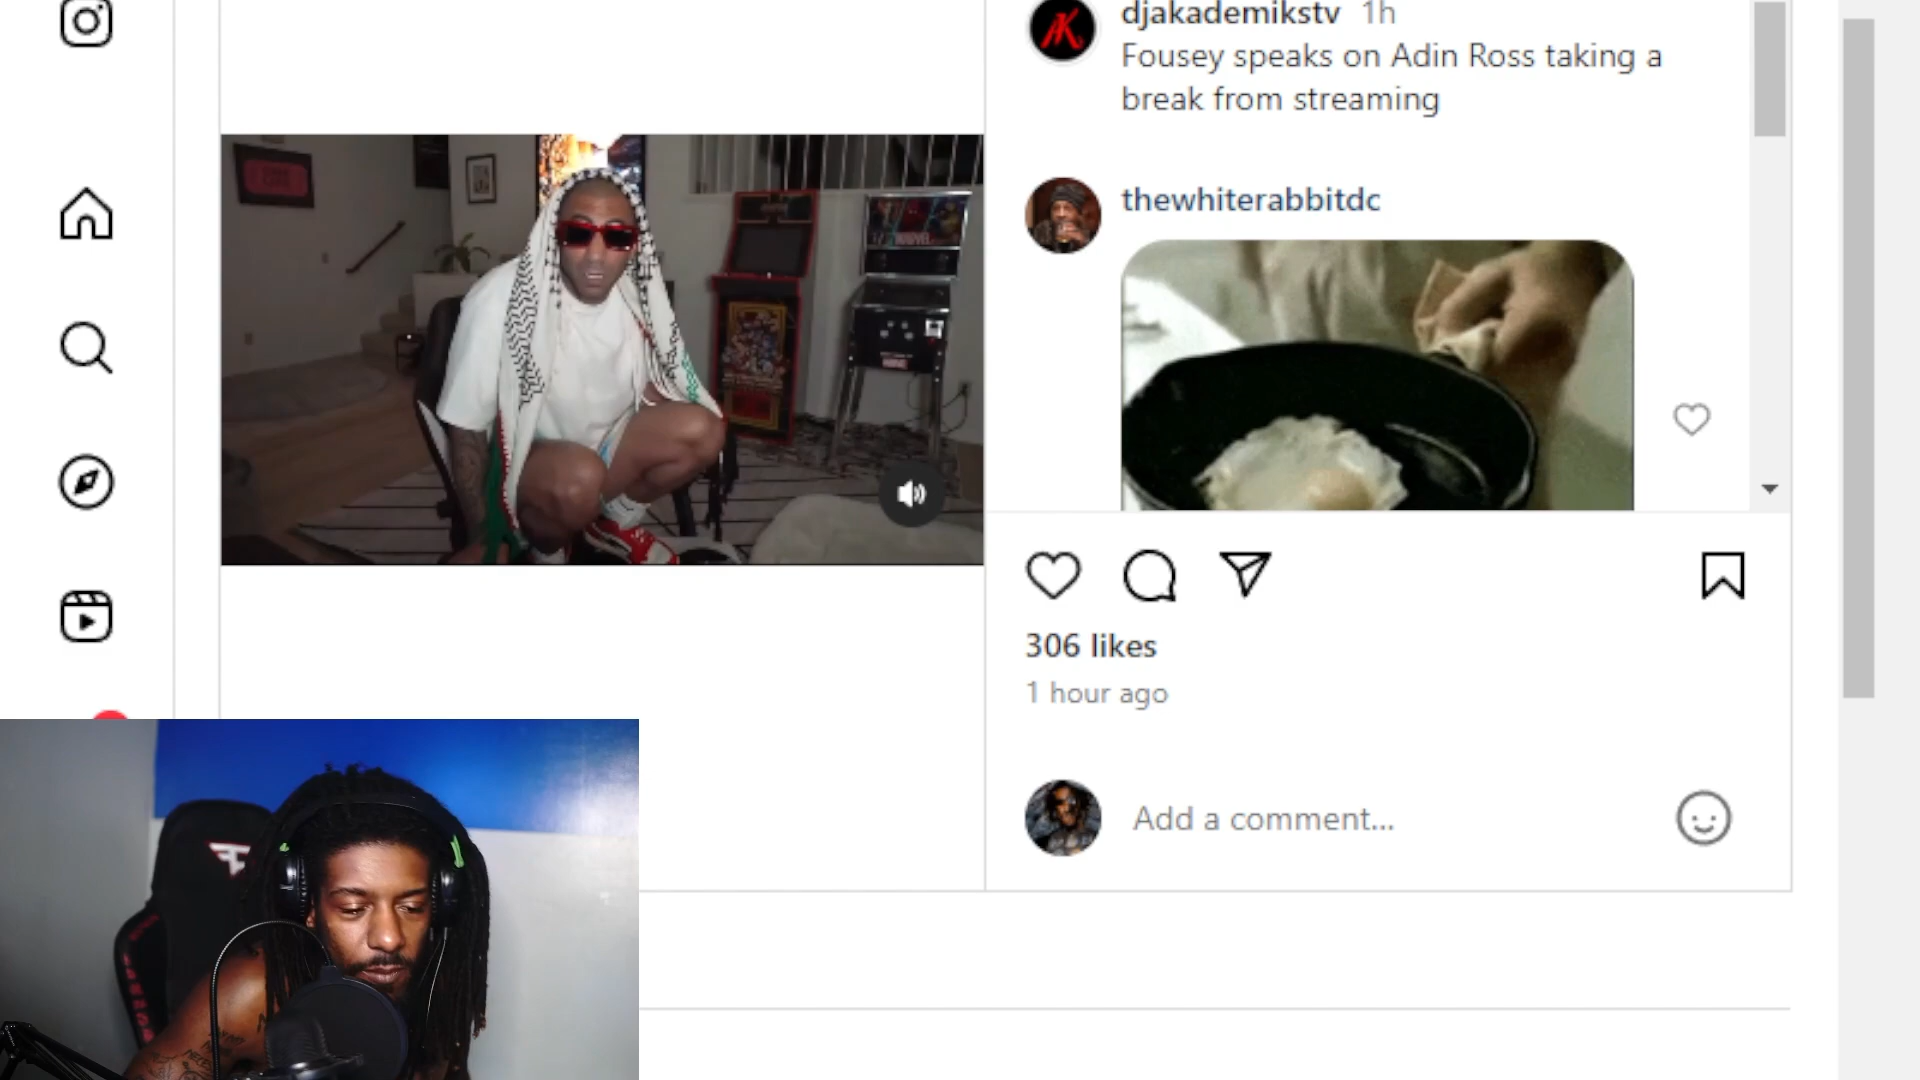 djakademikstv 1h
Fousey speaks on Adin Ross taking a
break from streaming
thewhiterabbitdc
306 likes
1 hour ago
Add a comment...